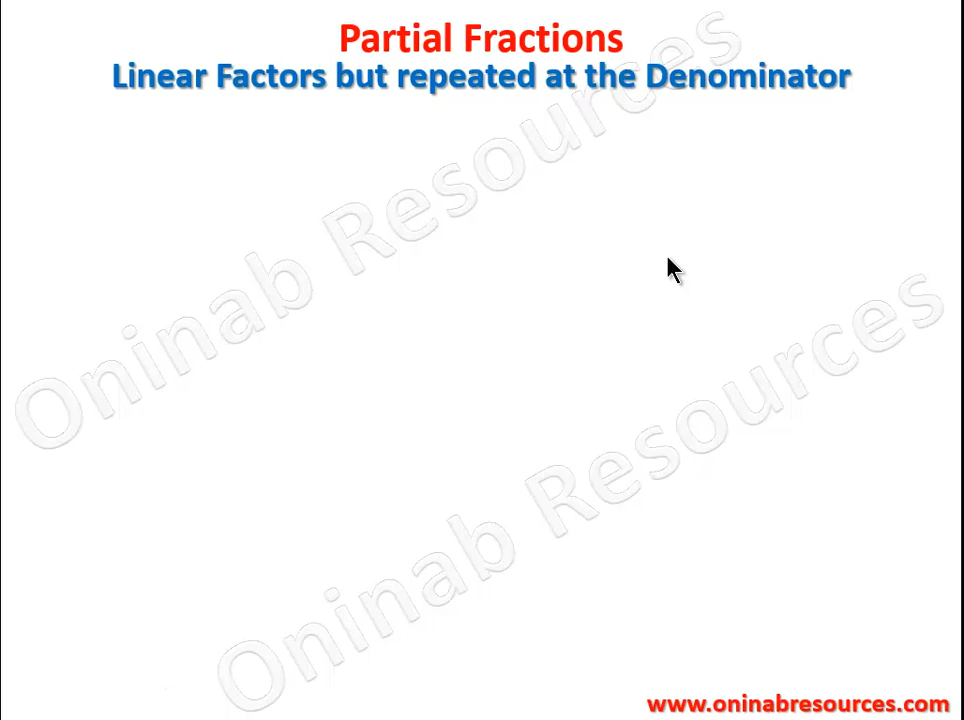 Partial Fractions
Linear Factors but repeated at the Denominator
Oninab Resources
Oninab Resources
www.oninabresources.com